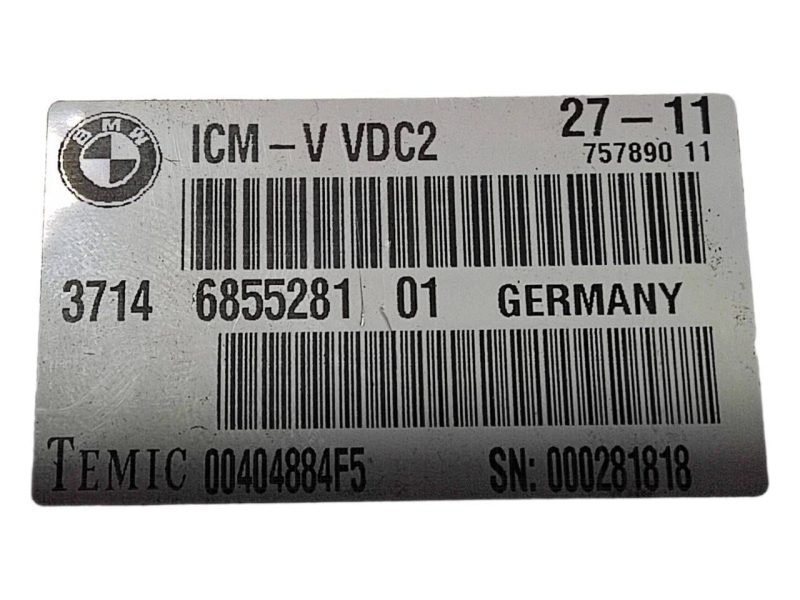 BMW
ICM - V VDC2 27 - 11
757890 11
3714 6855281 01 GERMANY
TEMIC 00404884F5 SN: 000281818